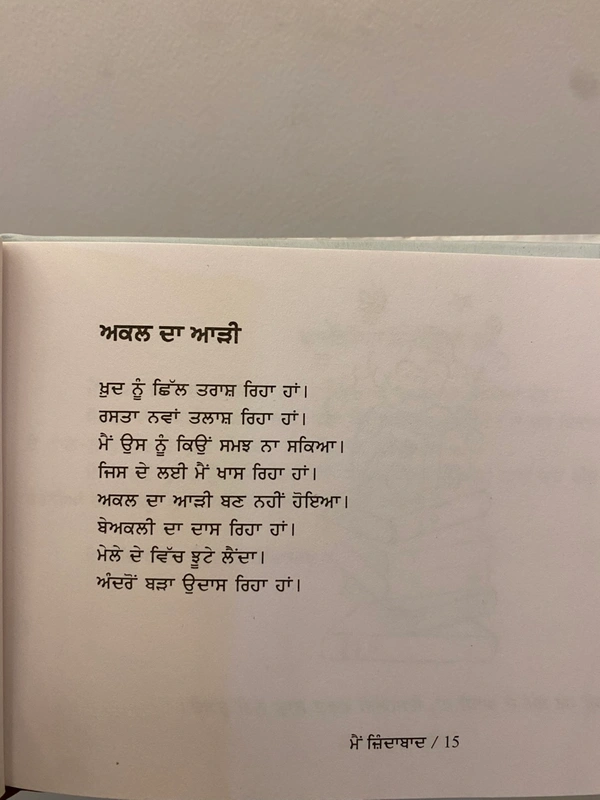 ਅਕਲ ਦਾ ਆੜੀ
ਖ਼ੁਦ ਨੂੰ ਛਿੱਲ ਤਰਾਸ਼ ਰਿਹਾ ਹਾਂ।
ਰਸਤਾ ਨਵਾਂ ਤਲਾਸ਼ ਰਿਹਾ ਹਾਂ।
ਮੈਂ ਉਸ ਨੂੰ ਕਿਉਂ ਸਮਝ ਨਾ ਸਕਿਆ।
ਜਿਸ ਦੇ ਲਈ ਮੈਂ ਖਾਸ ਰਿਹਾ ਹਾਂ।
ਅਕਲ ਦਾ ਆੜੀ ਬਣ ਨਹੀਂ ਹੋਇਆ।
ਬੇਅਕਲੀ ਦਾ ਦਾਸ ਰਿਹਾ ਹਾਂ।
ਮੇਲੇ ਦੇ ਵਿੱਚ ਝੂਟੇ ਲੈਂਦਾ।
ਅੰਦਰੋਂ ਬੜਾ ਉਦਾਸ ਰਿਹਾ ਹਾਂ।
ਮੈਂ ਜ਼ਿੰਦਾਬਾਦ / 15